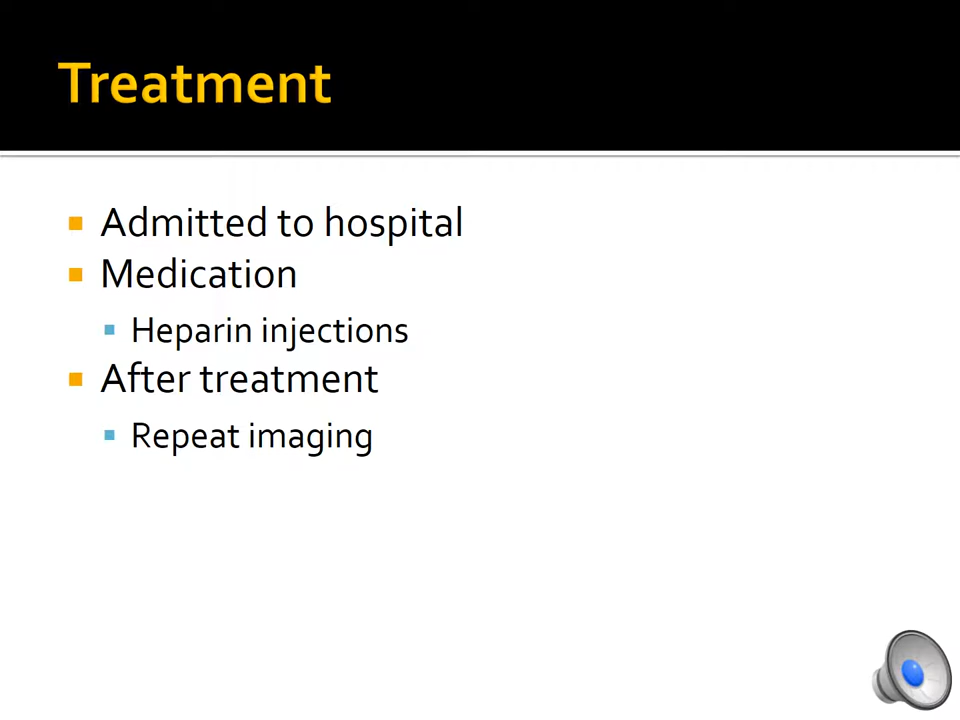 Treatment
Admitted to hospital
Medication
Heparin injections
After treatment
Repeat imaging